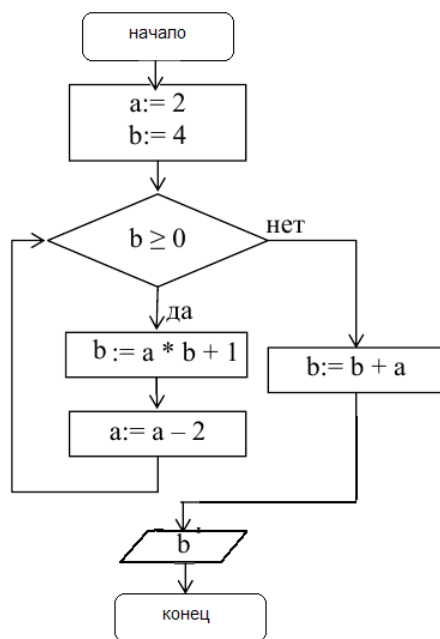 начало
a:= 2
b:= 4
b ≥ 0
нет
да
b := a * b + 1
b:= b + a
a:= a – 2
b
конец